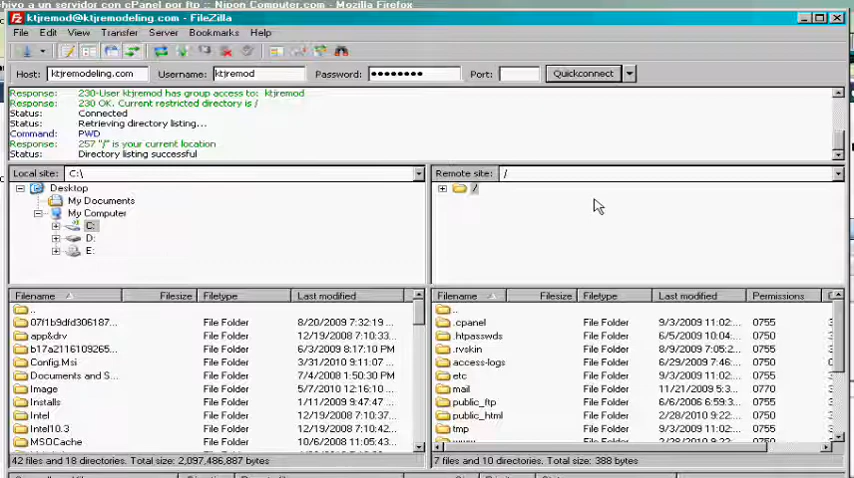 chivo a un servidor con cPanel por FTP :: Nipon Computer.com - Mozilla Firefox
ktjremod@ktjremodeling.com - FileZilla
File Edit View Transfer Server Bookmarks Help
Host: ktjremodeling.com Username: ktjremod Password: ●●●●●●●● Port: Quickconnect
Response: 230-User ktjremod has group access to: ktjremod
Response: 230 OK. Current restricted directory is /
Status: Connected
Status: Retrieving directory listing...
Command: PWD
Response: 257 "/" is your current location
Status: Directory listing successful
Local site: C:\
Desktop
My Documents
My Computer
C:
D:
E:
Remote site: /
/
Filename Filesize Filetype Last modified
..
07f1b9dfd306187... File Folder 8/20/2009 7:32:19 ...
app&drv File Folder 12/19/2008 7:10:33...
b17a2116109265... File Folder 6/3/2009 8:17:10 PM
Config.Msi File Folder 3/31/2010 9:11:07 ...
Documents and S... File Folder 7/4/2008 1:50:30 PM
Image File Folder 5/7/2010 12:16:10 ...
Installs File Folder 1/11/2009 9:47:47...
Intel File Folder 12/19/2008 7:10:37...
Intel10.3 File Folder 12/19/2008 7:10:42...
MSOCache File Folder 10/6/2008 11:05:43...
42 files and 18 directories. Total size: 2,097,486,887 bytes
Filename Filesize Filetype Last modified Permissions
..
.cpanel File Folder 9/3/2009 11:02:... 0755
.htpasswds File Folder 6/5/2009 10:04:... 0750
.rvskin File Folder 8/9/2009 7:05:2... 0755
access-logs File Folder 6/29/2009 7:46:... 0750
etc File Folder 9/3/2009 11:02:... 0755
mail File Folder 11/21/2009 5:3... 0770
public_ftp File Folder 6/6/2006 6:59:3... 0755
public_html File Folder 2/28/2010 9:22:... 0750
tmp File Folder 9/3/2009 11:02:... 0755
7 files and 10 directories. Total size: 388 bytes